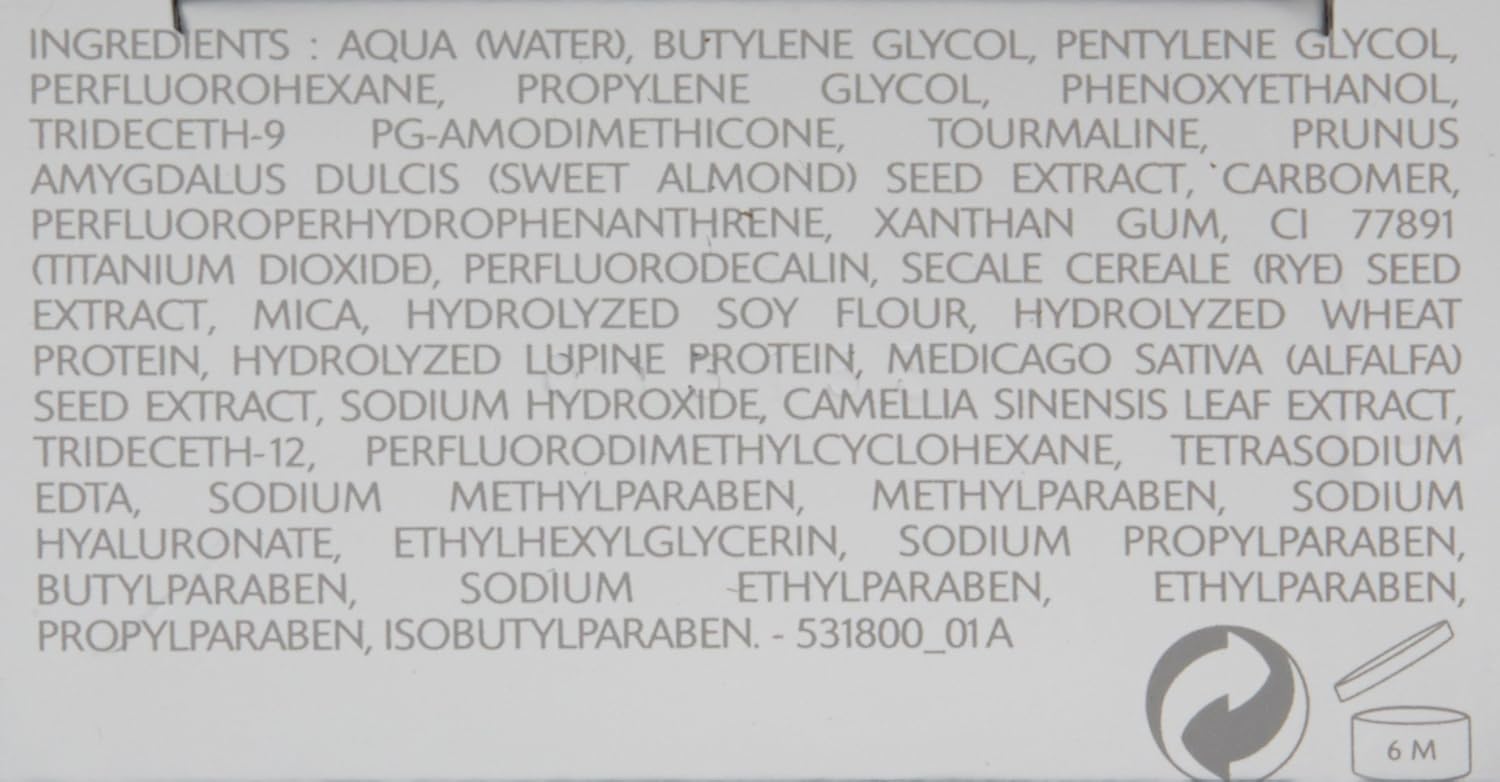 INGREDIENTS : AQUA (WATER), BUTYLENE GLYCOL, PENTYLENE GLYCOL,
PERFLUOROHEXANE, PROPYLENE GLYCOL, PHENOXYETHANOL,
TRIDECETH-9 PG-AMODIMETHICONE, TOURMALINE, PRUNUS
AMYGDALUS DULCIS (SWEET ALMOND) SEED EXTRACT, CARBOMER,
PERFLUOROPERHYDROPHENANTHRENE, XANTHAN GUM, CI 77891
(TITANIUM DIOXIDE), PERFLUORODECALIN, SECALE CEREALE (RYE) SEED
EXTRACT, MICA, HYDROLYZED SOY FLOUR, HYDROLYZED WHEAT
PROTEIN, HYDROLYZED LUPINE PROTEIN, MEDICAGO SATIVA (ALFALFA)
SEED EXTRACT, SODIUM HYDROXIDE, CAMELLIA SINENSIS LEAF EXTRACT,
TRIDECETH-12, PERFLUORODIMETHYLCYCLOHEXANE, TETRASODIUM
EDTA, SODIUM METHYLPARABEN, METHYLPARABEN, SODIUM
HYALURONATE, ETHYLHEXYLGLYCERIN, SODIUM PROPYLPARABEN,
BUTYLPARABEN, SODIUM ETHYLPARABEN, ETHYLPARABEN,
PROPYLPARABEN, ISOBUTYLPARABEN. - 531800_01A
6 M